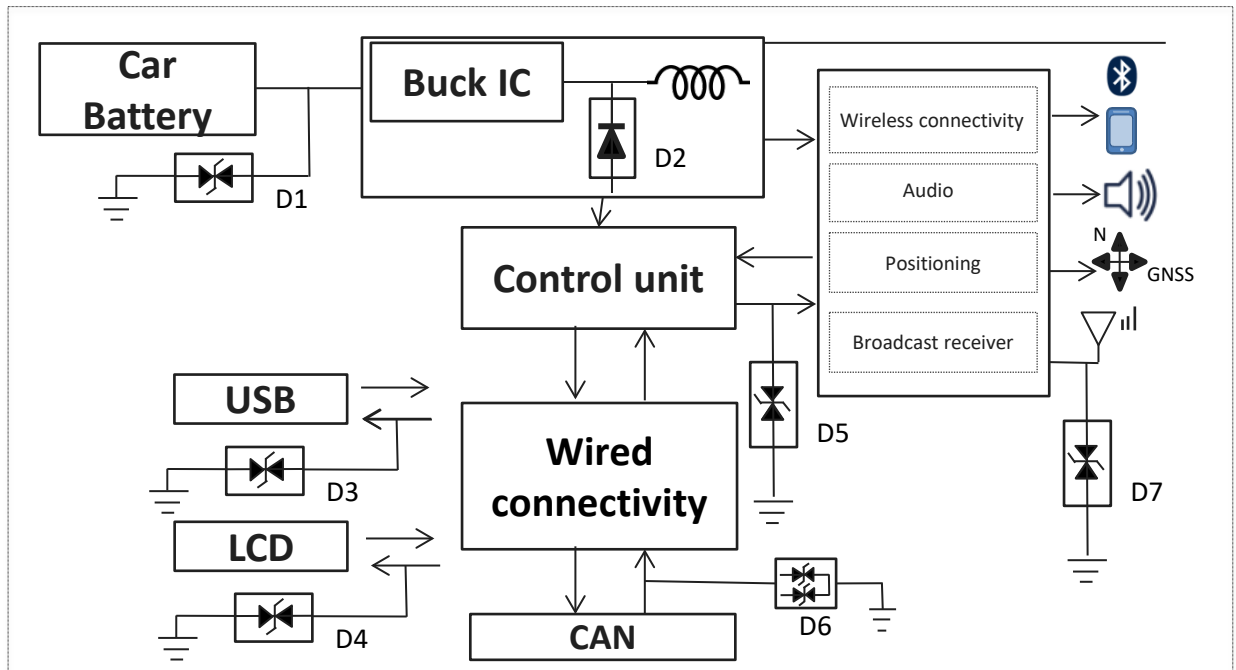 Car
Battery
Buck IC
D1
D2
Wireless connectivity
Audio
Positioning
Broadcast receiver
N
GNSS
Control unit
USB
D3
Wired
connectivity
D5
D7
LCD
D4
CAN
D6